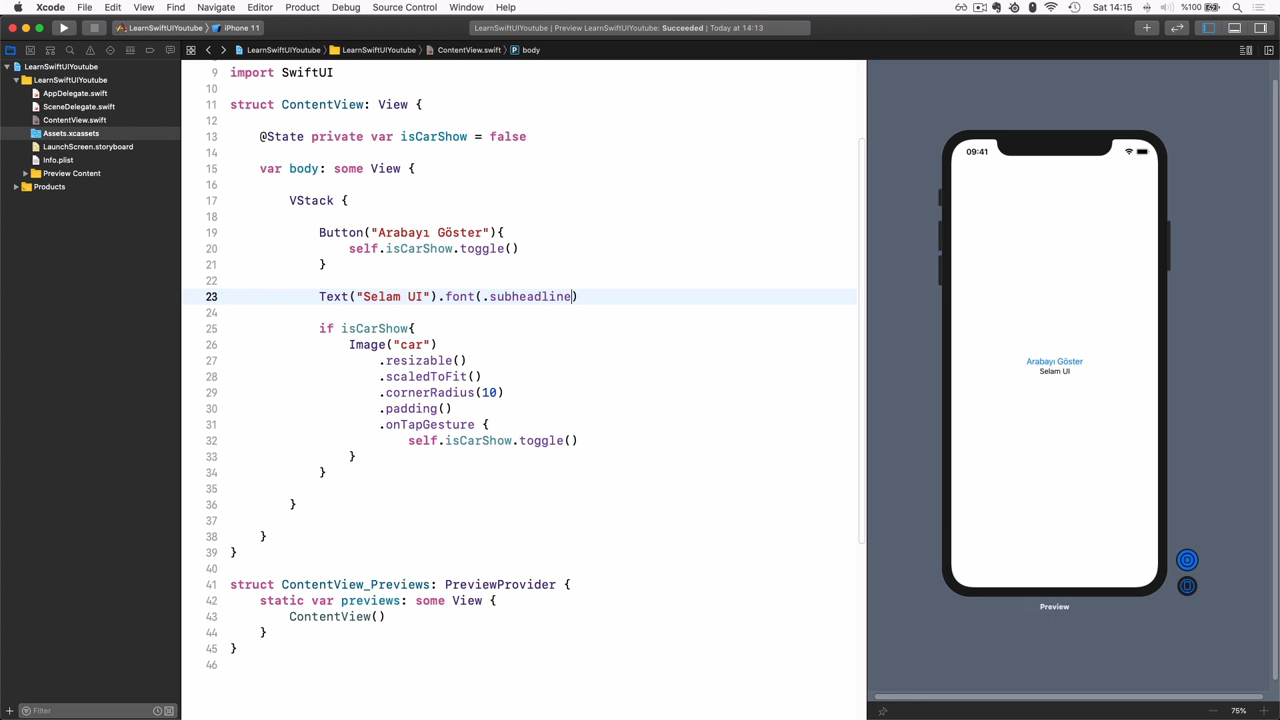 Xcode File Edit View Find Navigate Editor Product Debug Source Control Window Help Sat 14:15 %100
LearnSwiftUIYoutube iPhone 11 LearnSwiftUIYoutube | Preview LearnSwiftUIYoutube: Succeeded | Today at 14:13
LearnSwiftUIYoutube LearnSwiftUIYoutube ContentView.swift body
LearnSwiftUIYoutube
LearnSwiftUIYoutube
AppDelegate.swift
SceneDelegate.swift
ContentView.swift
Assets.xcassets
LaunchScreen.storyboard
Info.plist
Preview Content
Products
9 import SwiftUI
10
11 struct ContentView: View {
12
13 @State private var isCarShow = false
14
15 var body: some View {
16
17 VStack {
18
19 Button("Arabayı Göster"){
20 self.isCarShow.toggle()
21 }
22
23 Text("Selam UI").font(.subheadline)
24
25 if isCarShow{
26 Image("car")
27 .resizable()
28 .scaledToFit()
29 .cornerRadius(10)
30 .padding()
31 .onTapGesture {
32 self.isCarShow.toggle()
33 }
34 }
35
36 }
37
38 }
39 }
40
41 struct ContentView_Previews: PreviewProvider {
42 static var previews: some View {
43 ContentView()
44 }
45 }
46
09:41
Arabayı Göster
Selam UI
Preview
Filter
75%